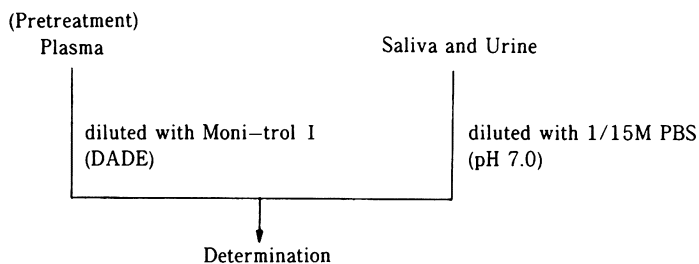 (Pretreatment)
Plasma
Saliva and Urine
diluted with Moni–trol I
(DADE)
diluted with 1/15M PBS
(pH 7.0)
Determination